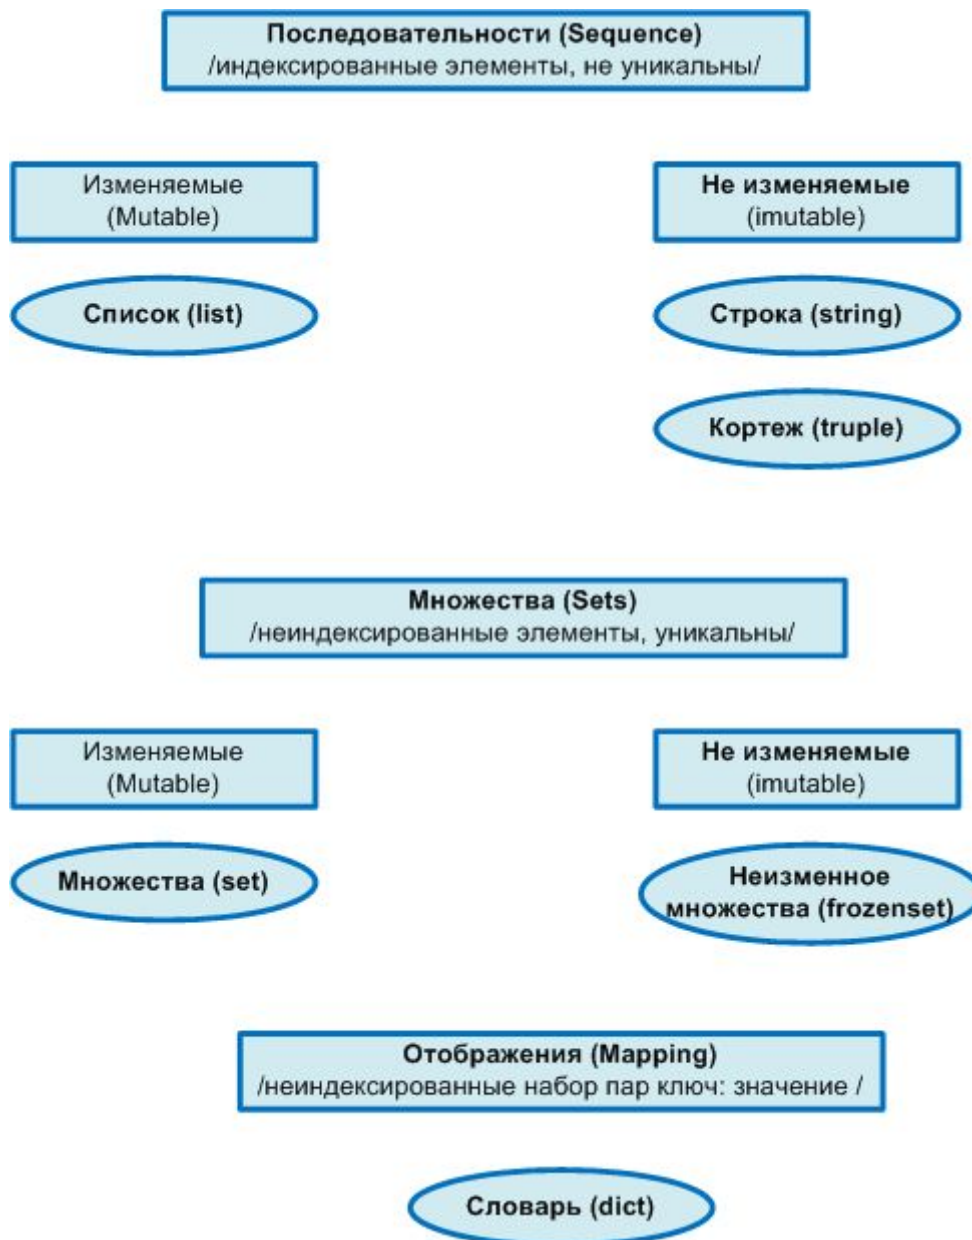 Последовательности (Sequence)
/индексированные элементы, не уникальны/
Изменяемые
(Mutable)
Не изменяемые
(imutable)
Список (list)
Строка (string)
Кортеж (truple)
Множества (Sets)
/неиндексированные элементы, уникальны/
Изменяемые
(Mutable)
Не изменяемые
(imutable)
Множества (set)
Неизменное
множества (frozenset)
Отображения (Mapping)
/неиндексированные набор пар ключ: значение /
Словарь (dict)